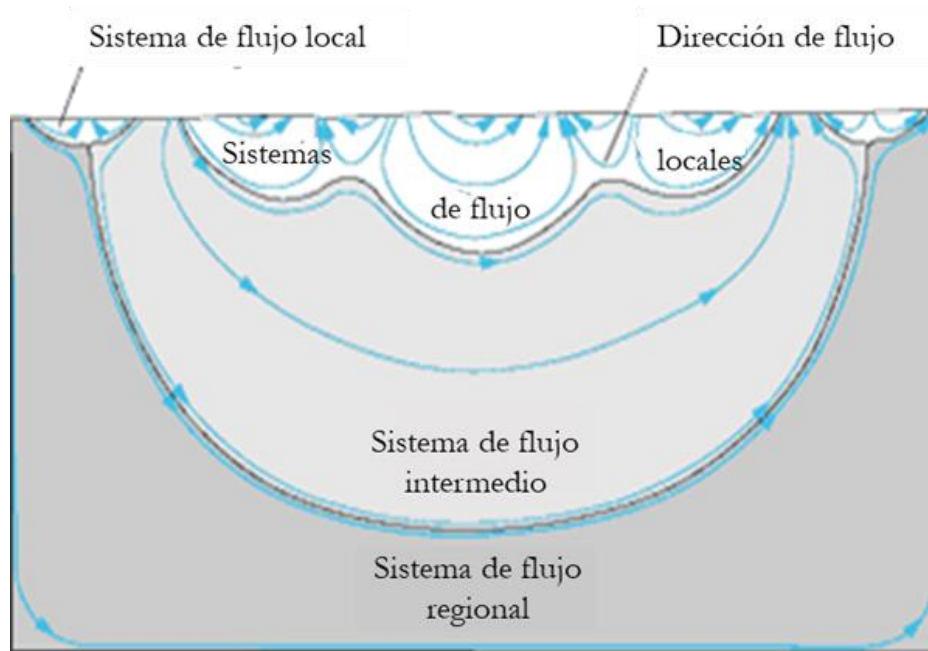 Sistema de flujo local
Dirección de flujo
Sistemas
locales
de flujo
Sistema de flujo
intermedio
Sistema de flujo
regional